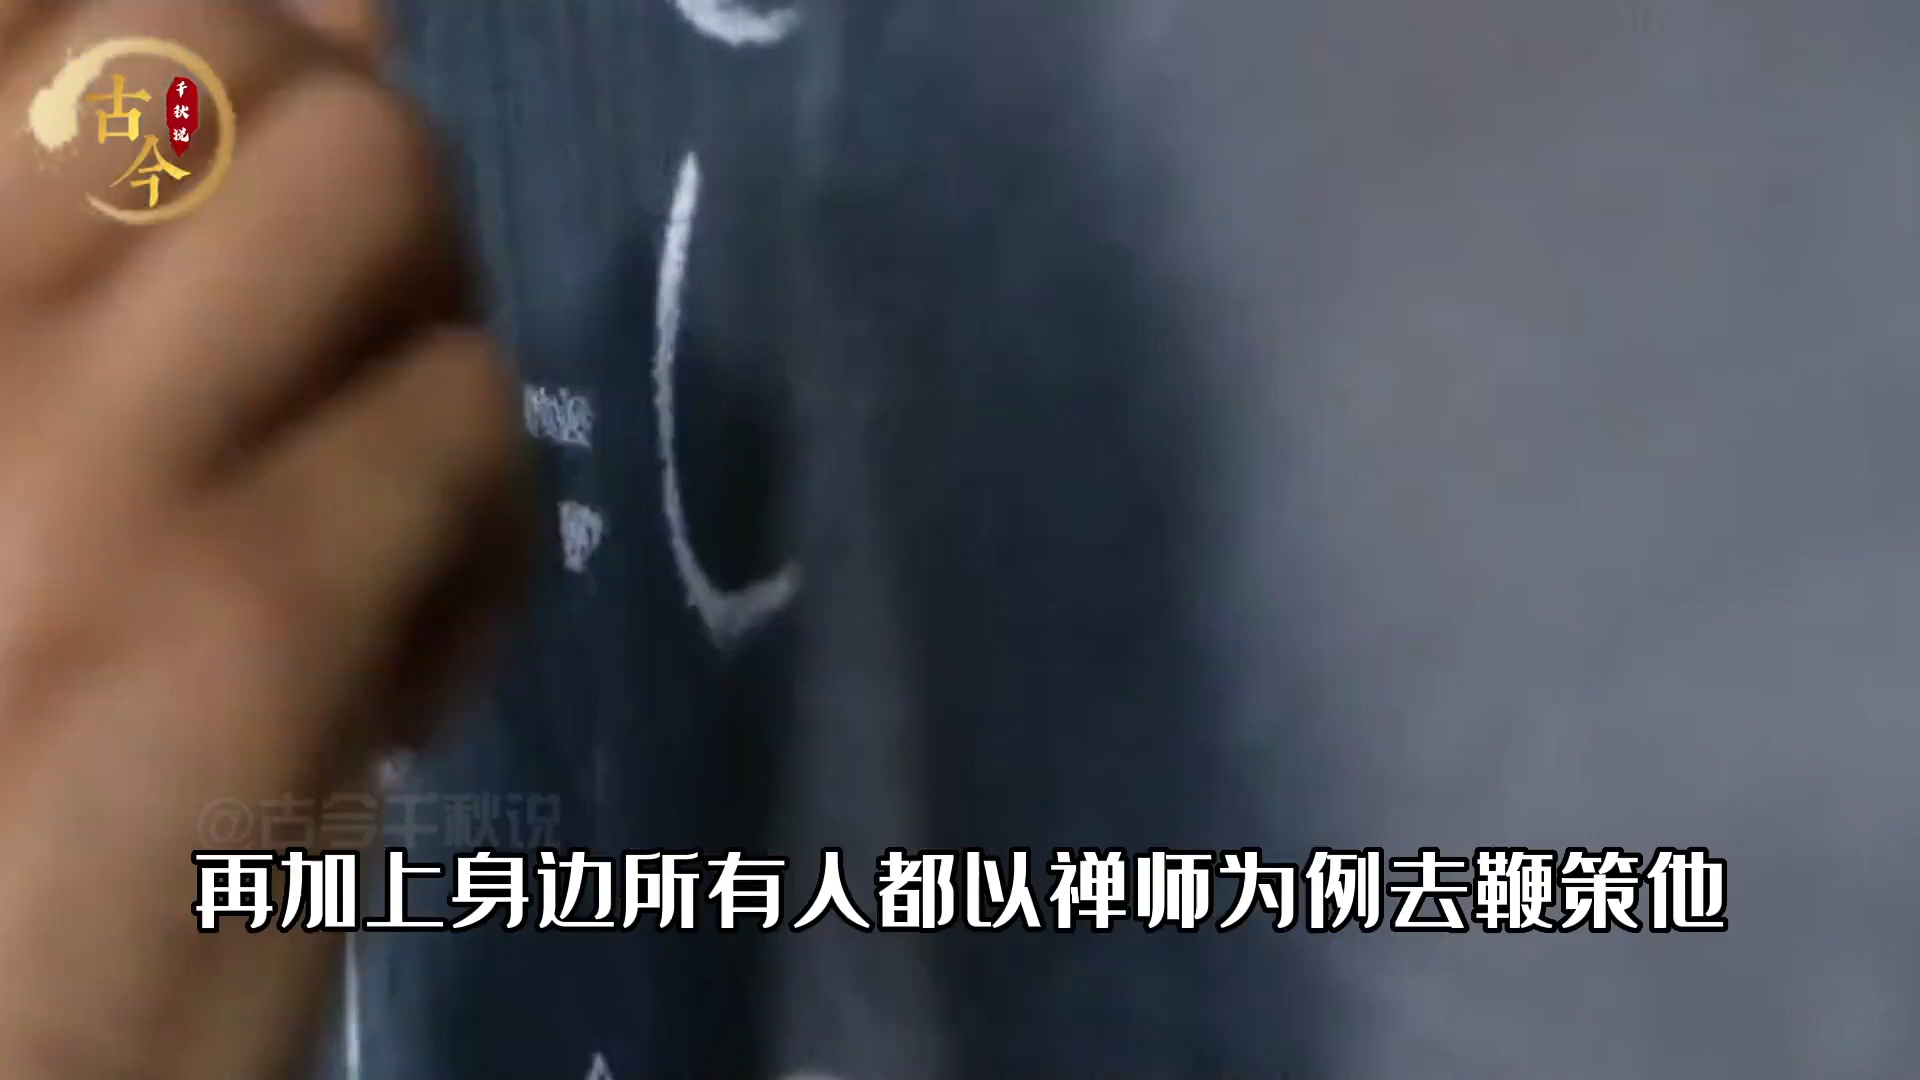 古今
千秋说
@古今千秋说
再加上身边所有人都以禅师为例去鞭策他